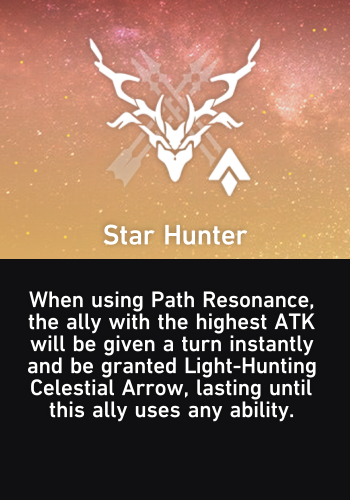 Star Hunter
When using Path Resonance,
the ally with the highest ATK
will be given a turn instantly
and be granted Light-Hunting
Celestial Arrow, lasting until
this ally uses any ability.